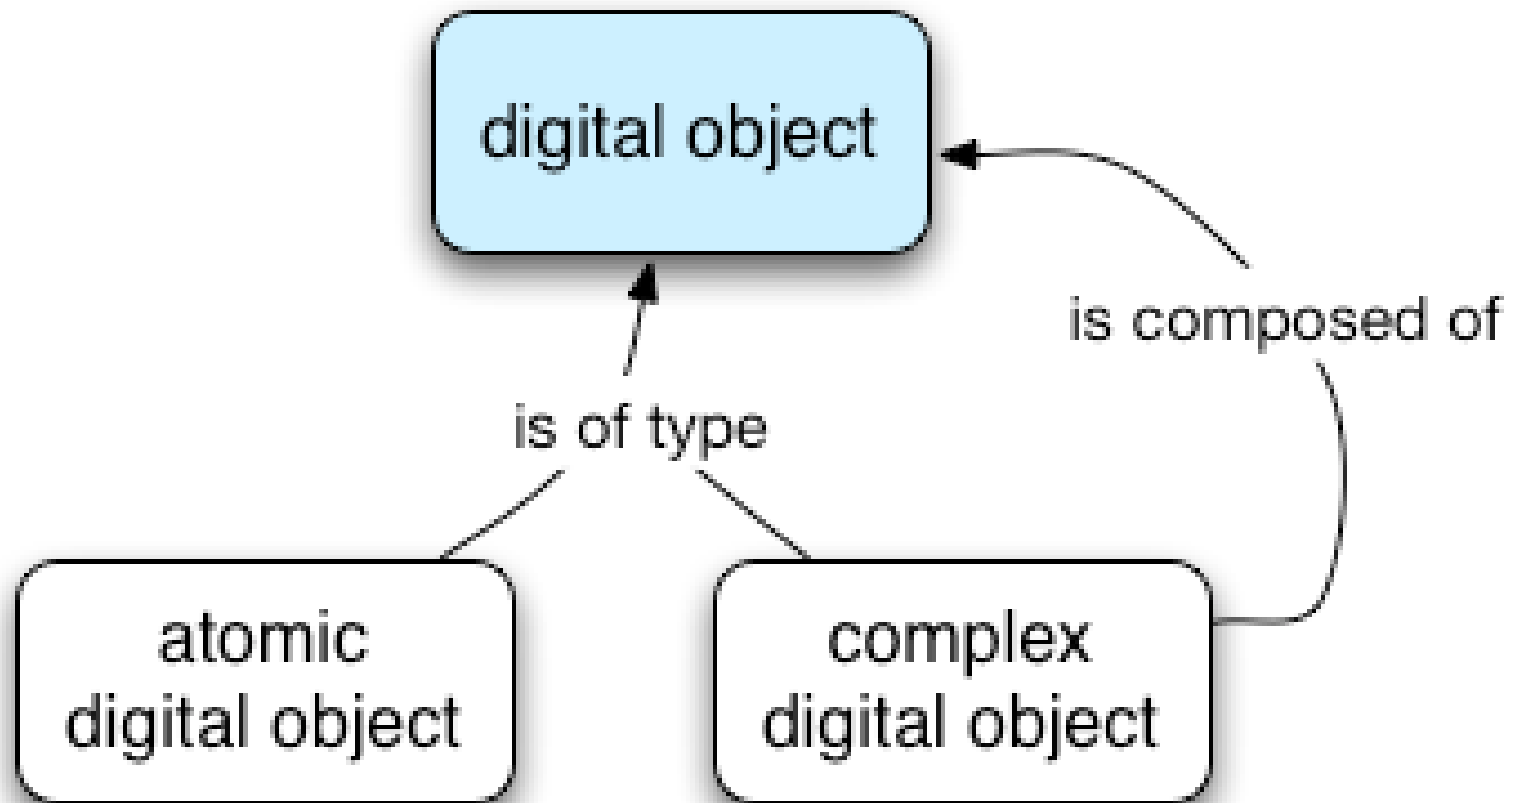 digital object
is composed of
is of type
atomic
digital object
complex
digital object